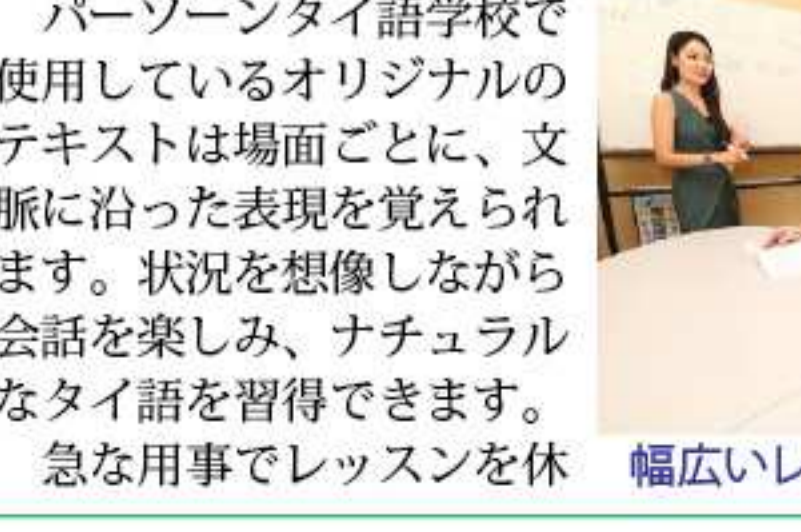 パーソーンタイ語学校で
使用しているオリジナルの
テキストは場面ごとに、文
脈に沿った表現を覚えられ
ます。状況を想像しながら
会話を楽しみ、ナチュラル
なタイ語を習得できます。
急な用事でレッスンを休
幅広いレ